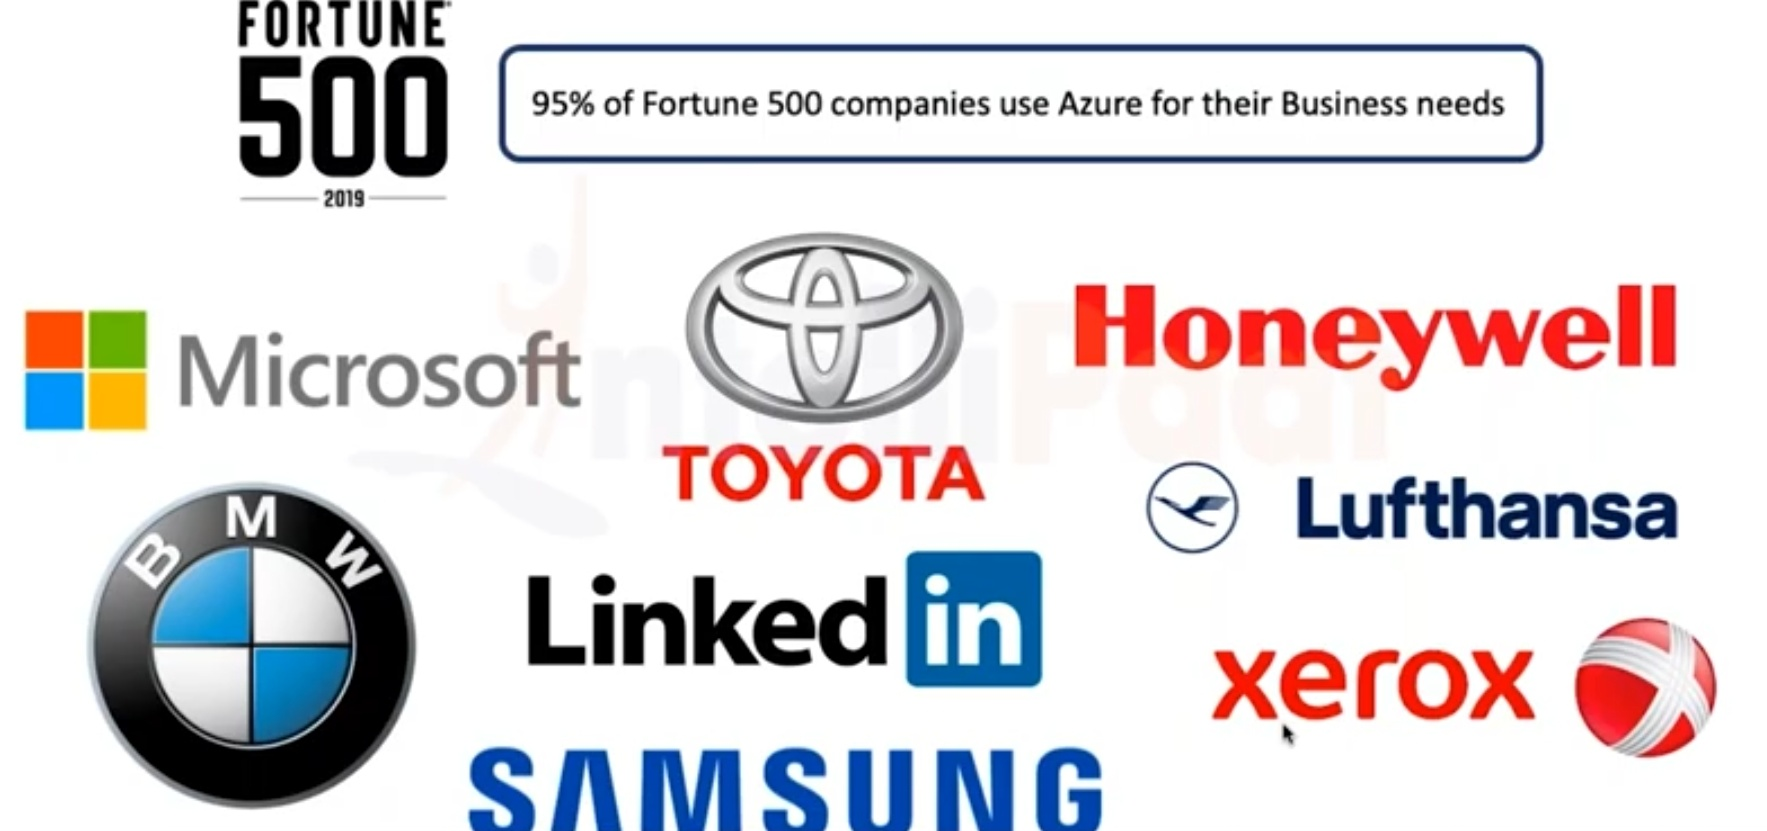 FORTUNE
500
2019
95% of Fortune 500 companies use Azure for their Business needs
Microsoft
TOYOTA
Honeywell
BMW
Linked in
Lufthansa
xerox
SAMSUNG
IntelliPaat